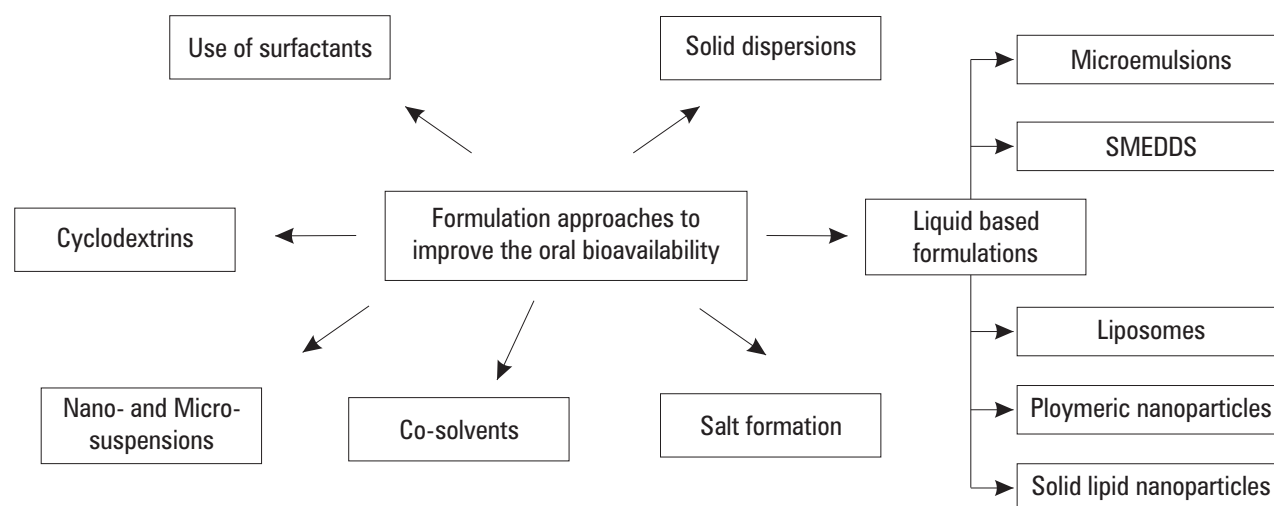 Use of surfactants
Solid dispersions
Microemulsions
SMEDDS
Cyclodextrins
Formulation approaches to
improve the oral bioavailability
Liquid based
formulations
Liposomes
Nano- and Micro-
suspensions
Co-solvents
Salt formation
Ploymeric nanoparticles
Solid lipid nanoparticles